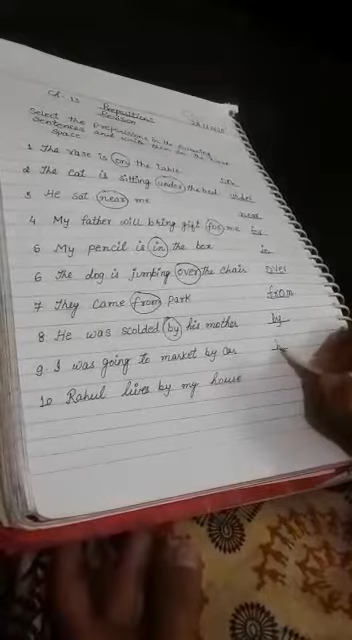 Ch. 13
Prepositions
Revision
Select the prepositions in the following
sentences and write them in the blank
space
1 The vase is on the table on
2 The cat is sitting under the bed under
3 He sat near me near
4 My father will bring gift for me for
5 My pencil is in the box in
6 The dog is jumping over the chair over
7 They came from park from
8 He was scolded by his mother by
9. I was going to market by car
10 Rahul lives by my house